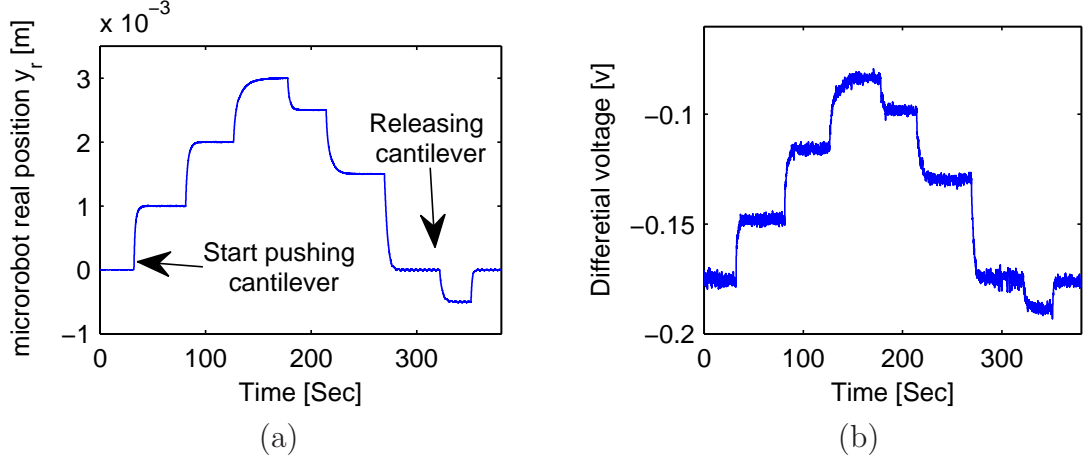 x 10⁻³
microrobot real position y_r [m]
3
2
1
0
−1
0
100
200
300
Time [Sec]
Start pushing
cantilever
Releasing
cantilever
(a)
Differetial voltage [v]
−0.1
−0.15
−0.2
0
100
200
300
Time [Sec]
(b)